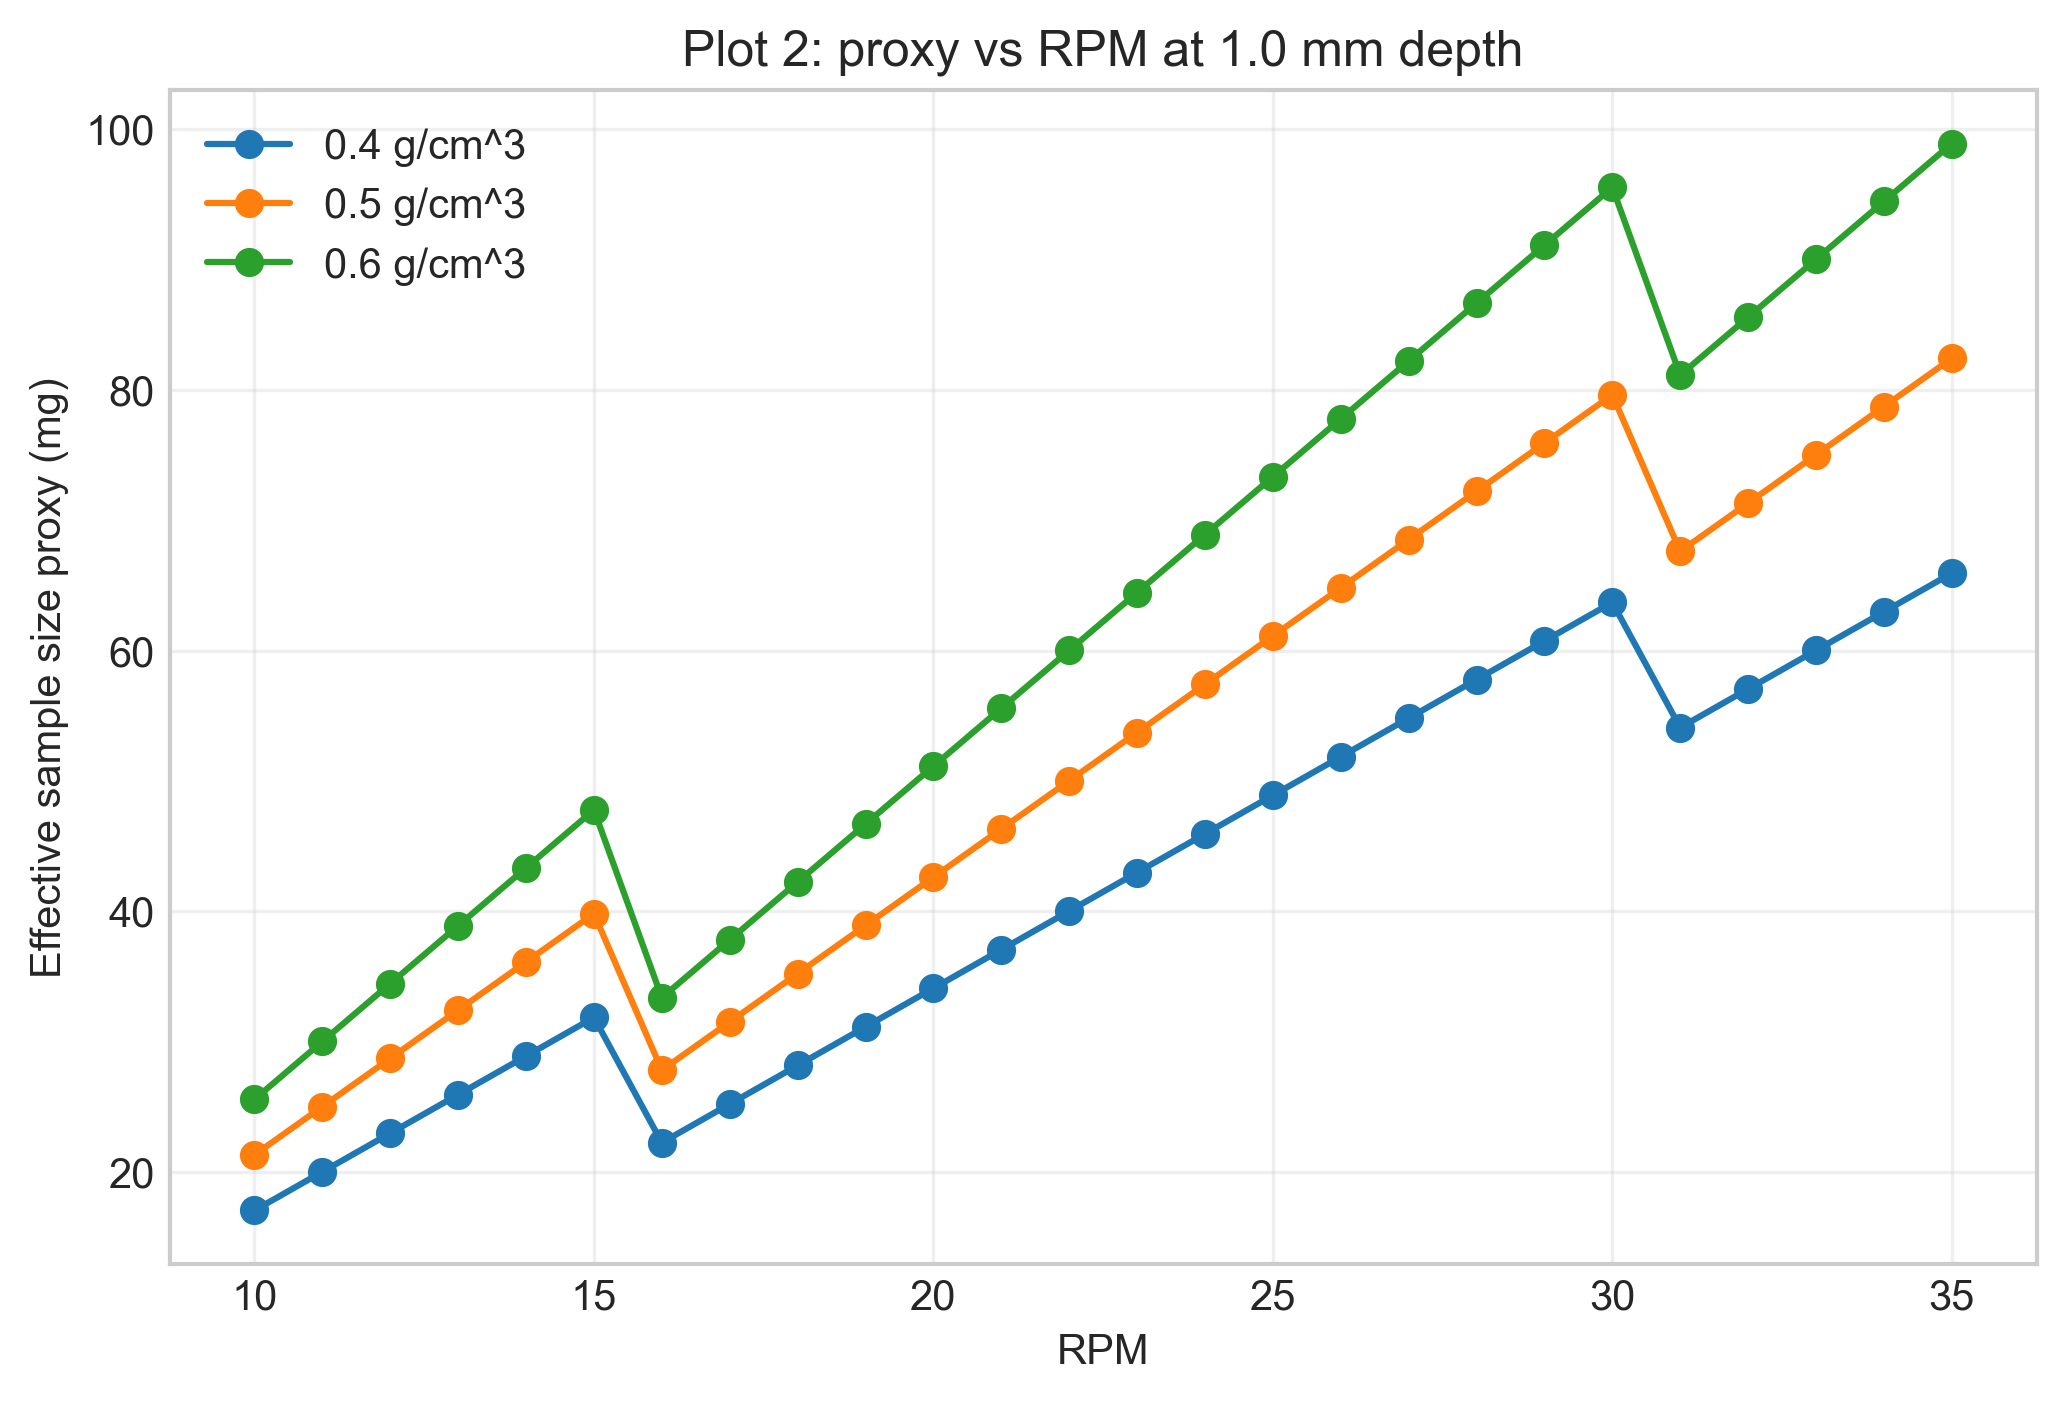 Plot 2: proxy vs RPM at 1.0 mm depth
0.4 g/cm^3
0.5 g/cm^3
0.6 g/cm^3
Effective sample size proxy (mg)
100
80
60
40
20
10 15 20 25 30 35
RPM